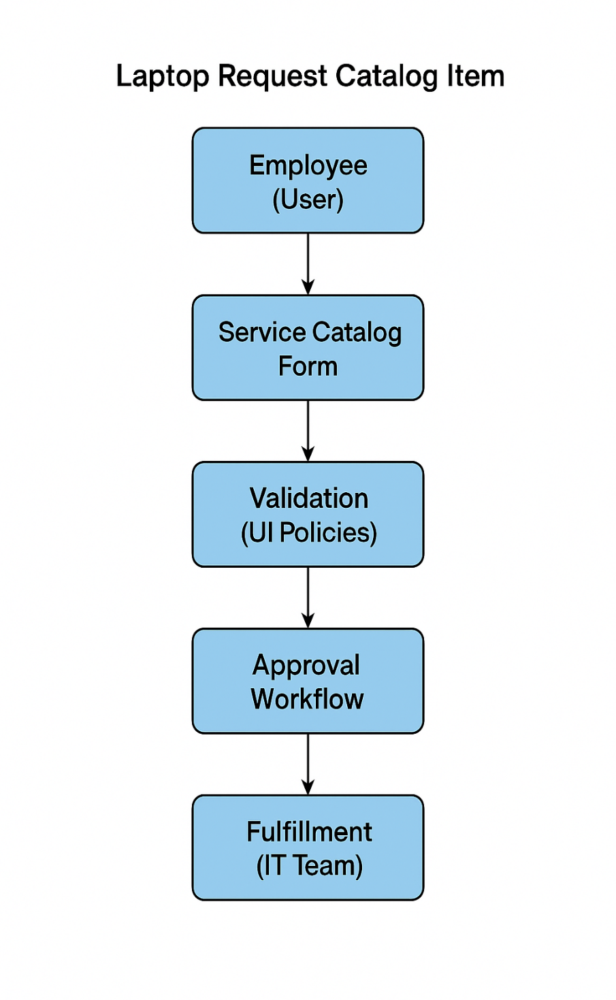 Laptop Request Catalog Item
Employee
(User)
Service Catalog
Form
Validation
(UI Policies)
Approval
Workflow
Fulfillment
(IT Team)